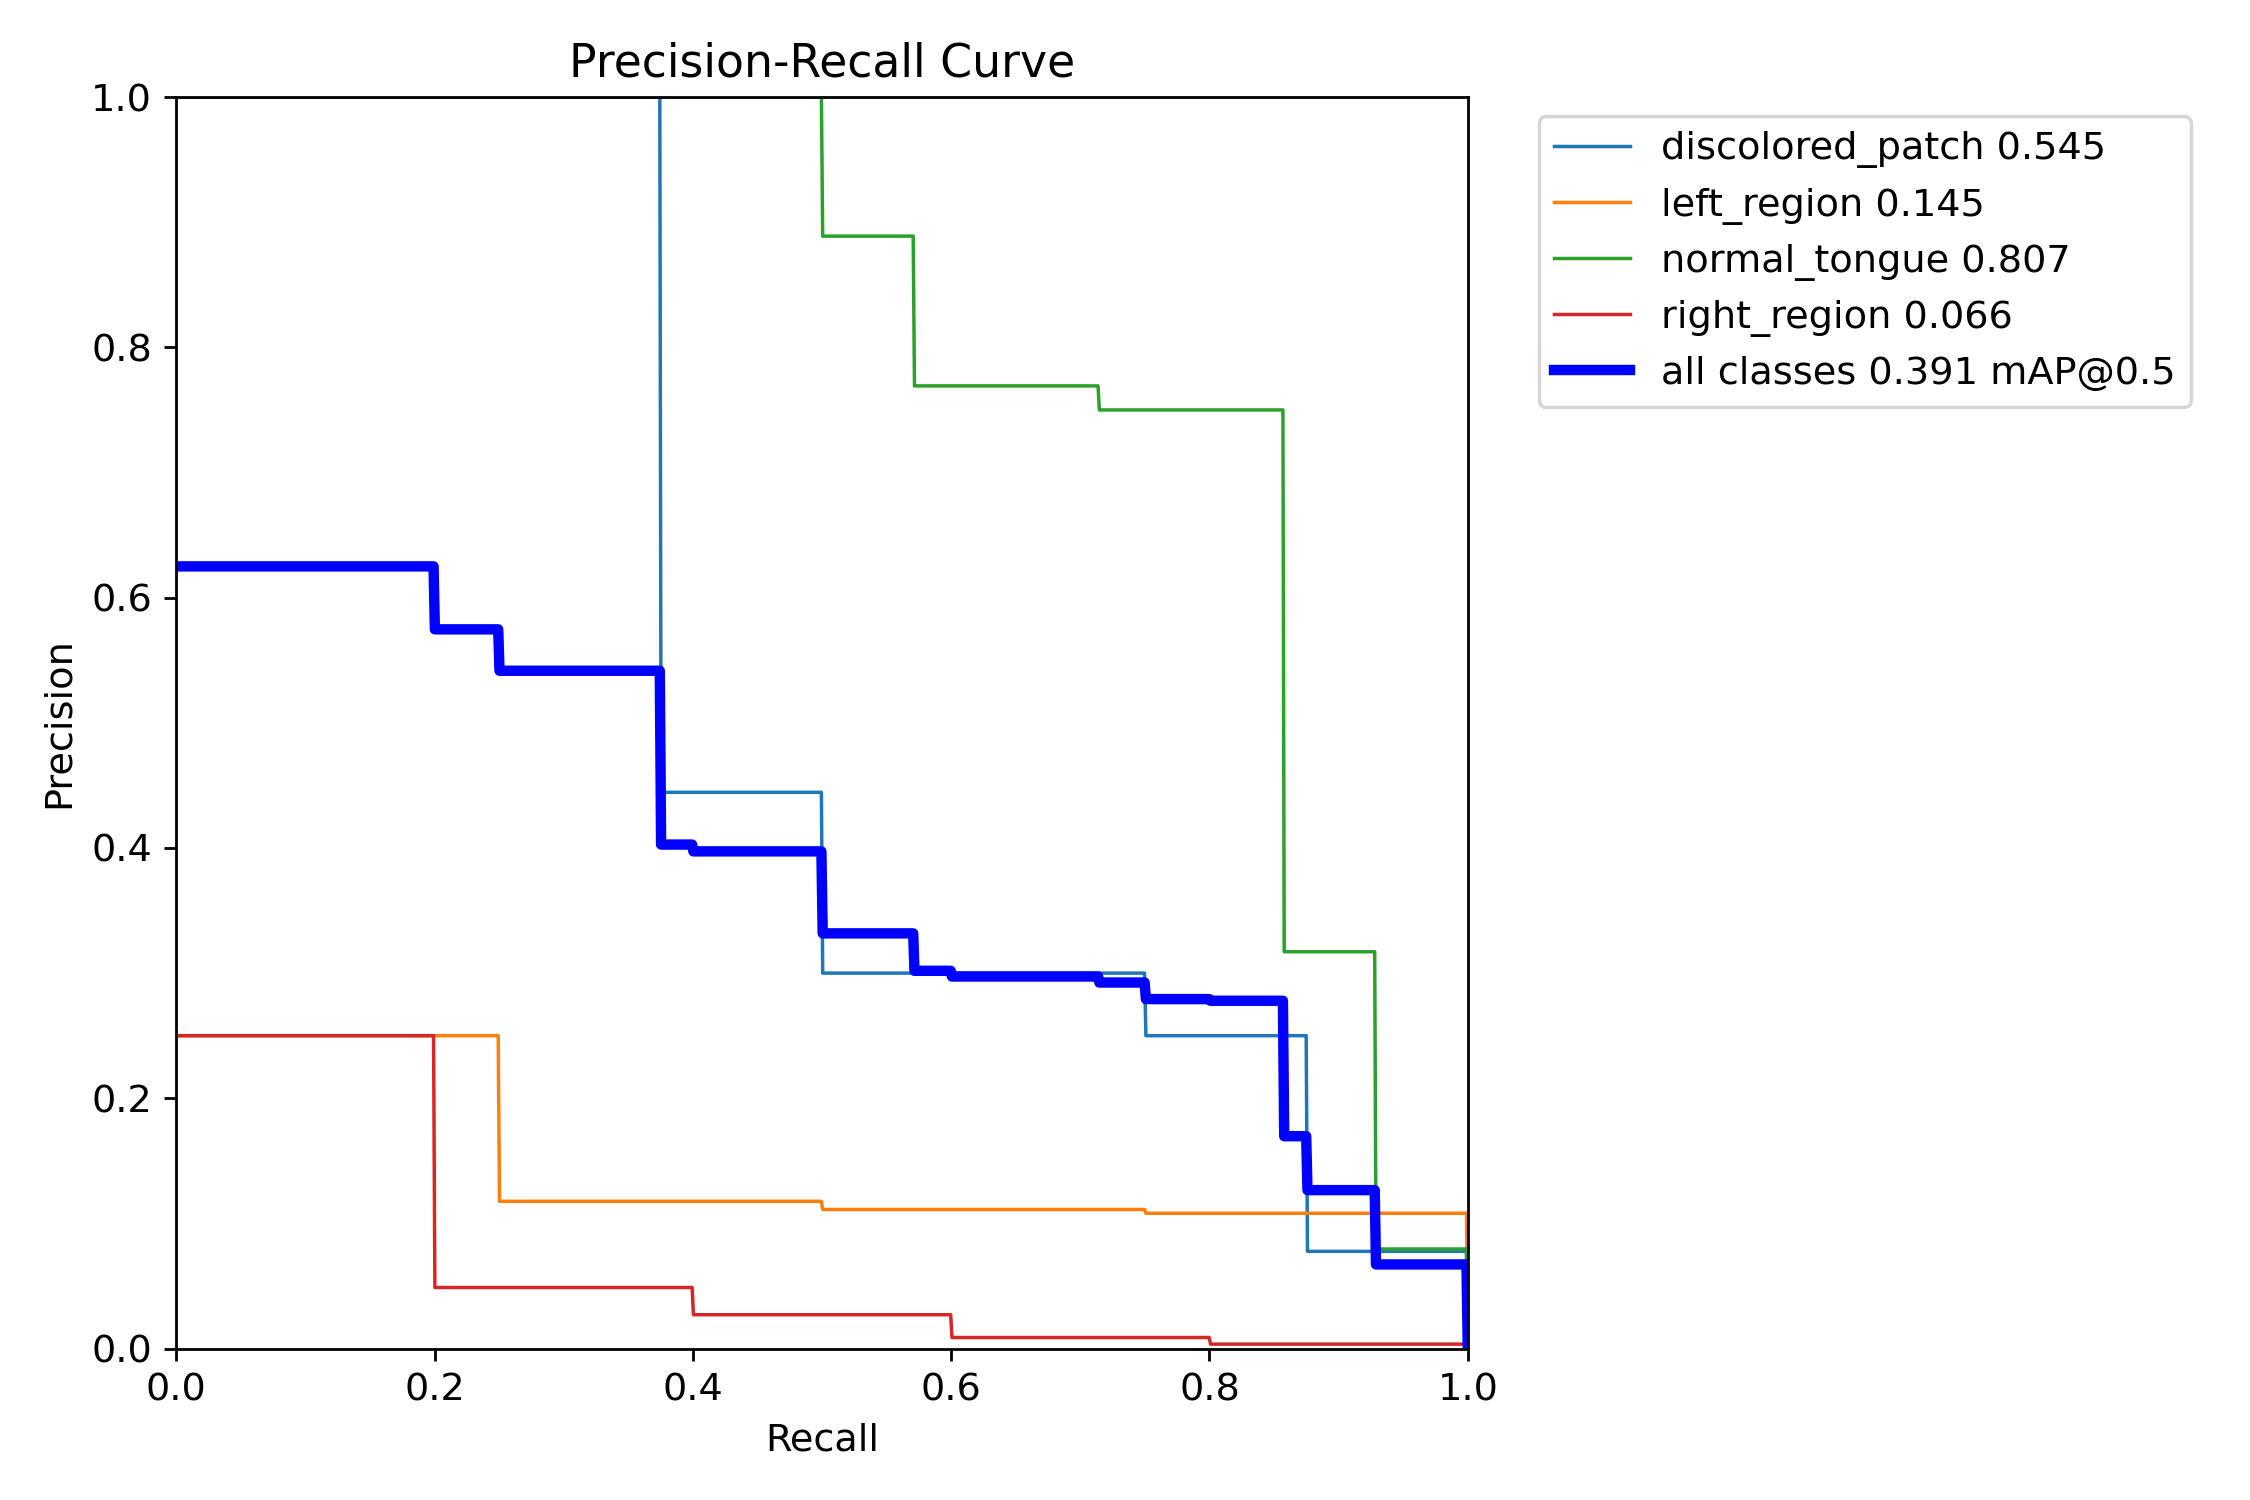 Precision-Recall Curve
1.0
0.8
0.6
0.4
0.2
0.0
Precision
0.0 0.2 0.4 0.6 0.8 1.0
Recall
discolored_patch 0.545
left_region 0.145
normal_tongue 0.807
right_region 0.066
all classes 0.391 mAP@0.5